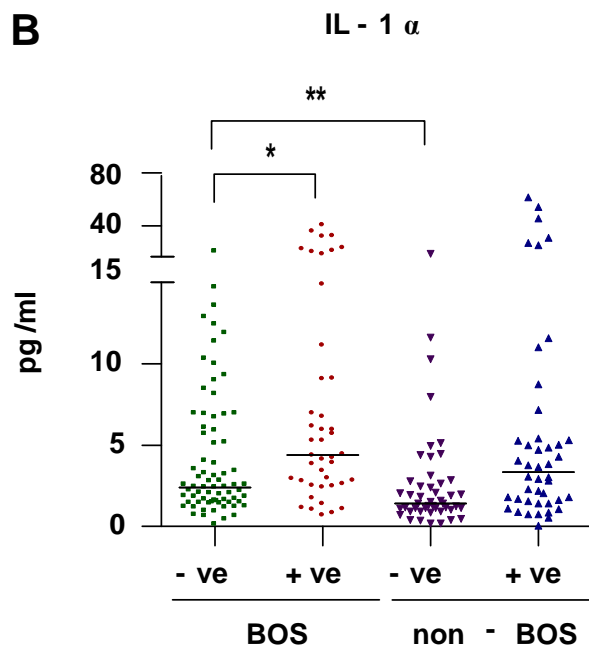 B
IL - 1 α
**
*
80
40
15
10
5
0
pg /ml
- ve + ve - ve + ve
BOS non - BOS